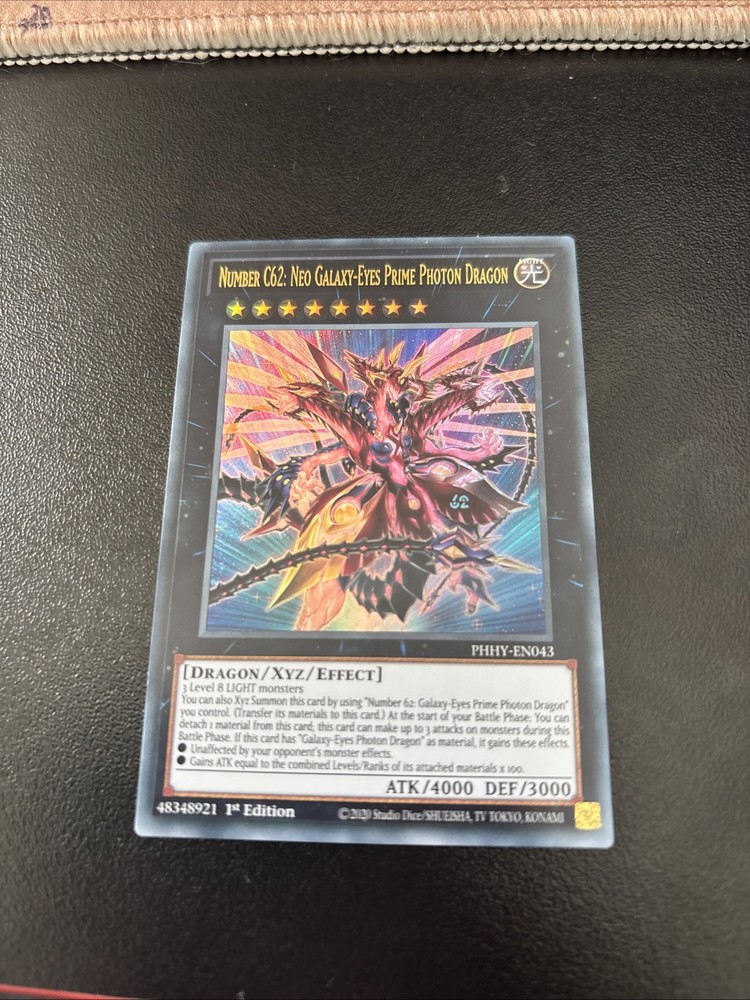 NUMBER C62: NEO GALAXY-EYES PRIME PHOTON DRAGON
LIGHT
光
62
PHHY-EN043
[DRAGON/XYZ/EFFECT]
3 Level 8 LIGHT monsters
You can also Xyz Summon this card by using "Number 62: Galaxy-Eyes Prime Photon Dragon"
you control. (Transfer its materials to this card.) At the start of your Battle Phase: You can
detach 1 material from this card; this card can make up to 3 attacks on monsters during this
Battle Phase. If this card has "Galaxy-Eyes Photon Dragon" as material, it gains these effects.
● Unaffected by your opponent's monster effects.
● Gains ATK equal to the combined Levels/Ranks of its attached materials x 100.
ATK/4000 DEF/3000
48348921 1st Edition
©2020 Studio Dice/SHUEISHA, TV TOKYO, KONAMI